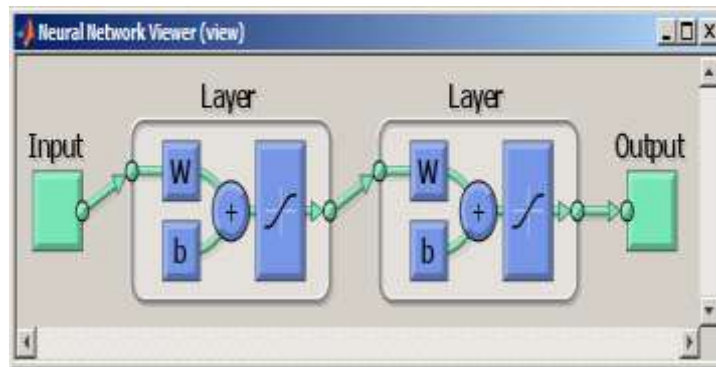 Neural Network Viewer (view)
Layer
Layer
Input
Output
W
+
b
W
+
b